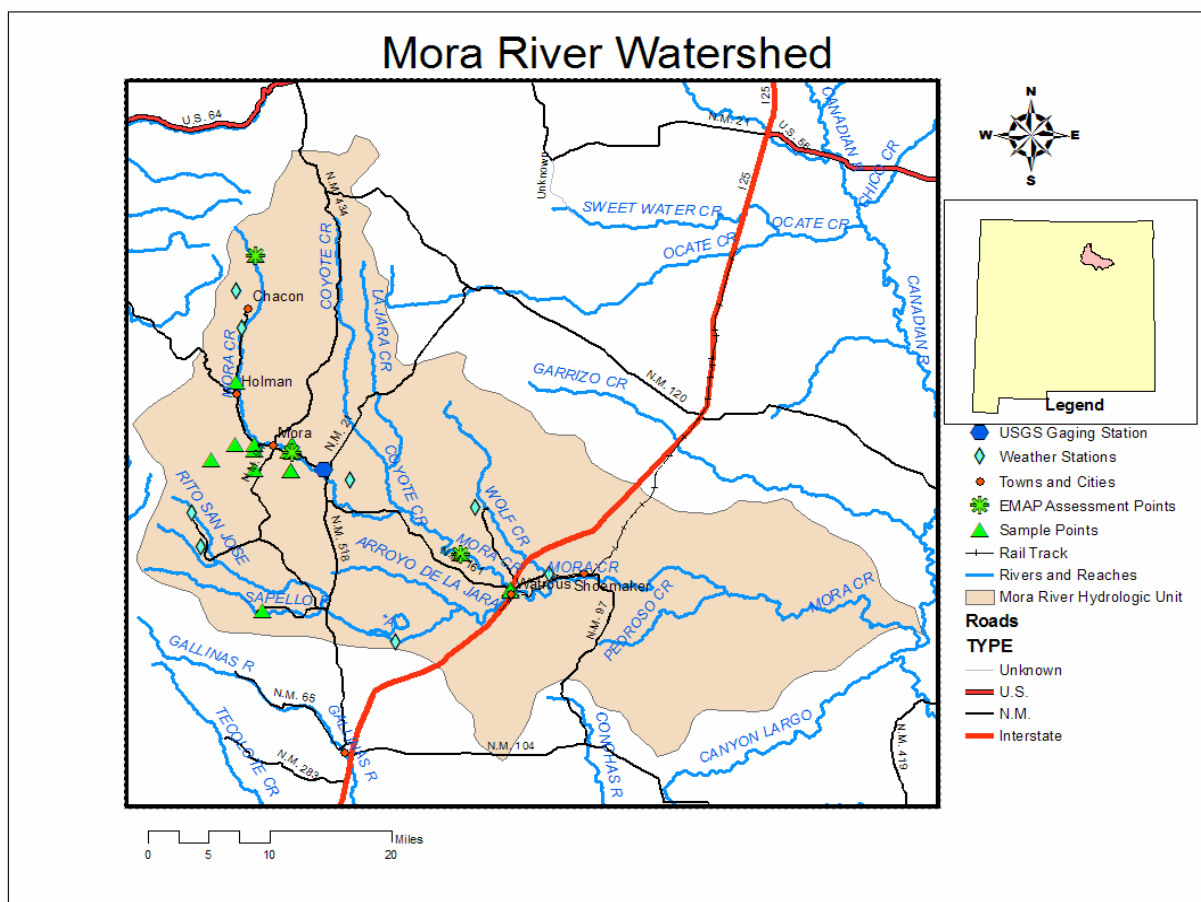 Mora River Watershed
U.S. 64
N.M. 434
Unknown
N.M. 21
I 25
U.S. 56
CANADIAN R
CHICO CR
I 25
SWEET WATER CR
OCATE CR
OCATE CR
COYOTE CR
LA JARA CR
CANADIAN R
Chacon
MORA CR
Holman
GARRIZO CR
N.M. 120
Mora
RITO SAN JOSE
COYOTE CR
WOLF CR
N.M. 518
ARROYO DE LA JARA
MORA CR
MORA CR
Watrous
Shoemaker
MORA CR
SAPELLO R
N.M. 97
PEDROSO CR
GALLINAS R
N.M. 65
GALLINAS R
TECOLOTE CR
N.M. 283
N.M. 104
CONCHAS R
CANYON LARGO
N.M. 419
N
W
E
S
Legend
USGS Gaging Station
Weather Stations
Towns and Cities
EMAP Assessment Points
Sample Points
Rail Track
Rivers and Reaches
Mora River Hydrologic Unit
Roads
TYPE
Unknown
U.S.
N.M.
Interstate
Miles
0 5 10 20